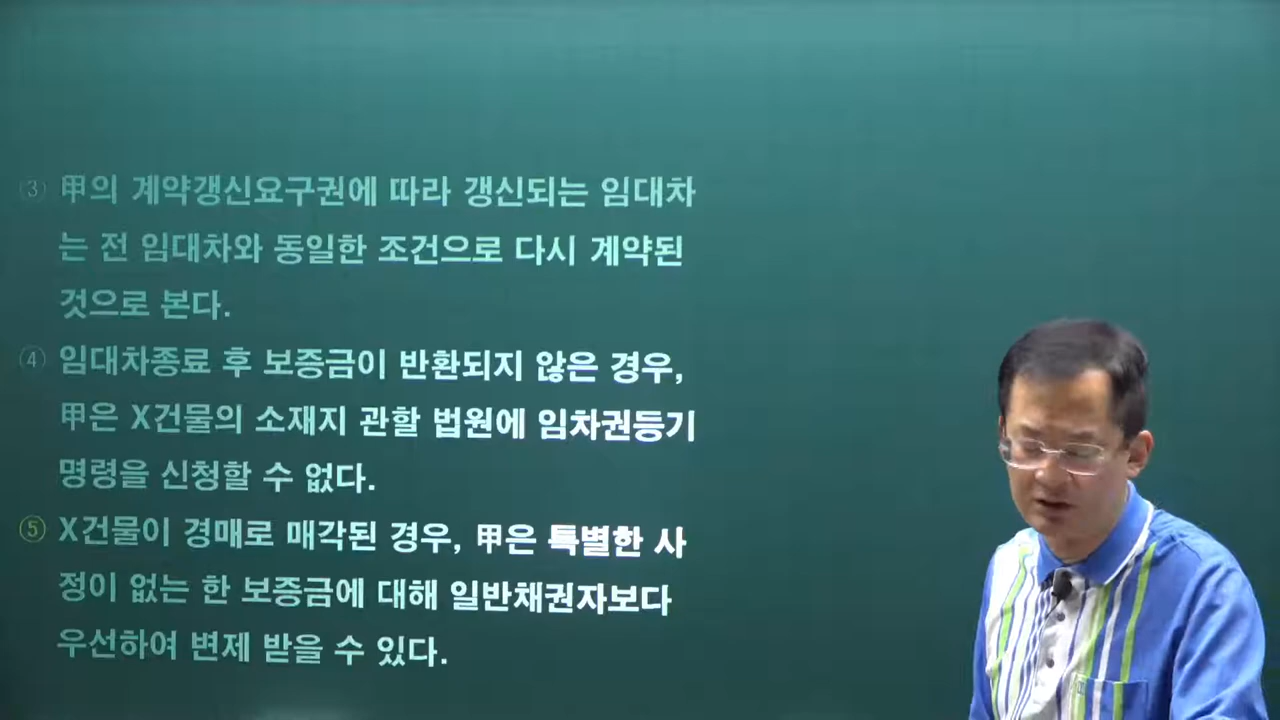 ③ 甲의 계약갱신요구권에 따라 갱신되는 임대차
는 전 임대차와 동일한 조건으로 다시 계약된
것으로 본다.
④ 임대차종료 후 보증금이 반환되지 않은 경우,
甲은 X건물의 소재지 관할 법원에 임차권등기
명령을 신청할 수 없다.
⑤ X건물이 경매로 매각된 경우, 甲은 특별한 사
정이 없는 한 보증금에 대해 일반채권자보다
우선하여 변제 받을 수 있다.